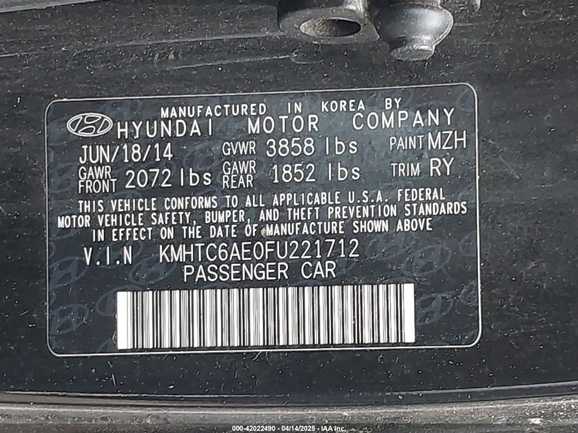 MANUFACTURED IN KOREA BY
HYUNDAI MOTOR COMPANY
JUN/18/14 GVWR 3858 lbs PAINT MZH
GAWR FRONT 2072 lbs GAWR REAR 1852 lbs TRIM RY
THIS VEHICLE CONFORMS TO ALL APPLICABLE U.S.A. FEDERAL
MOTOR VEHICLE SAFETY, BUMPER, AND THEFT PREVENTION STANDARDS
IN EFFECT ON THE DATE OF MANUFACTURE SHOWN ABOVE
V.I.N KMHTC6AE0FU221712
PASSENGER CAR
000-42022490 - 04/14/2025 - IAA Inc.